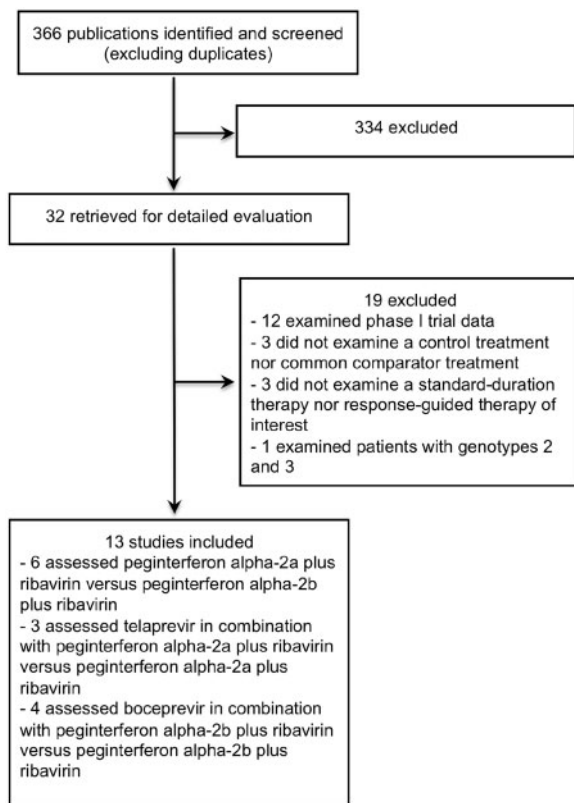 366 publications identified and screened
(excluding duplicates)
334 excluded
32 retrieved for detailed evaluation
19 excluded
- 12 examined phase I trial data
- 3 did not examine a control treatment
nor common comparator treatment
- 3 did not examine a standard-duration
therapy nor response-guided therapy of
interest
- 1 examined patients with genotypes 2
and 3
13 studies included
- 6 assessed peginterferon alpha-2a plus
ribavirin versus peginterferon alpha-2b
plus ribavirin
- 3 assessed telaprevir in combination
with peginterferon alpha-2a plus ribavirin
versus peginterferon alpha-2a plus
ribavirin
- 4 assessed boceprevir in combination
with peginterferon alpha-2b plus ribavirin
versus peginterferon alpha-2b plus
ribavirin